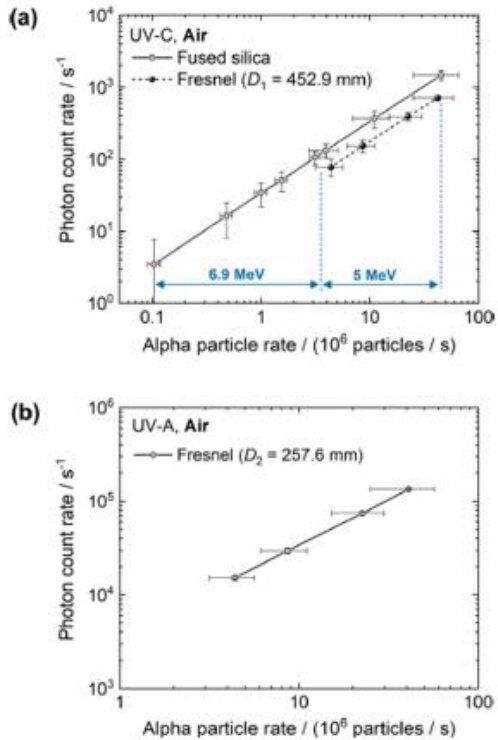 (a)
UV-C, Air
Fused silica
Fresnel (D₁ = 452.9 mm)
Photon count rate / s⁻¹
10⁴
10³
10²
10¹
10⁰
6.9 MeV
5 MeV
0.1
1
10
100
Alpha particle rate / (10⁶ particles / s)
(b)
UV-A, Air
Fresnel (D₂ = 257.6 mm)
Photon count rate / s⁻¹
10⁶
10⁵
10⁴
10³
1
10
100
Alpha particle rate / (10⁶ particles / s)